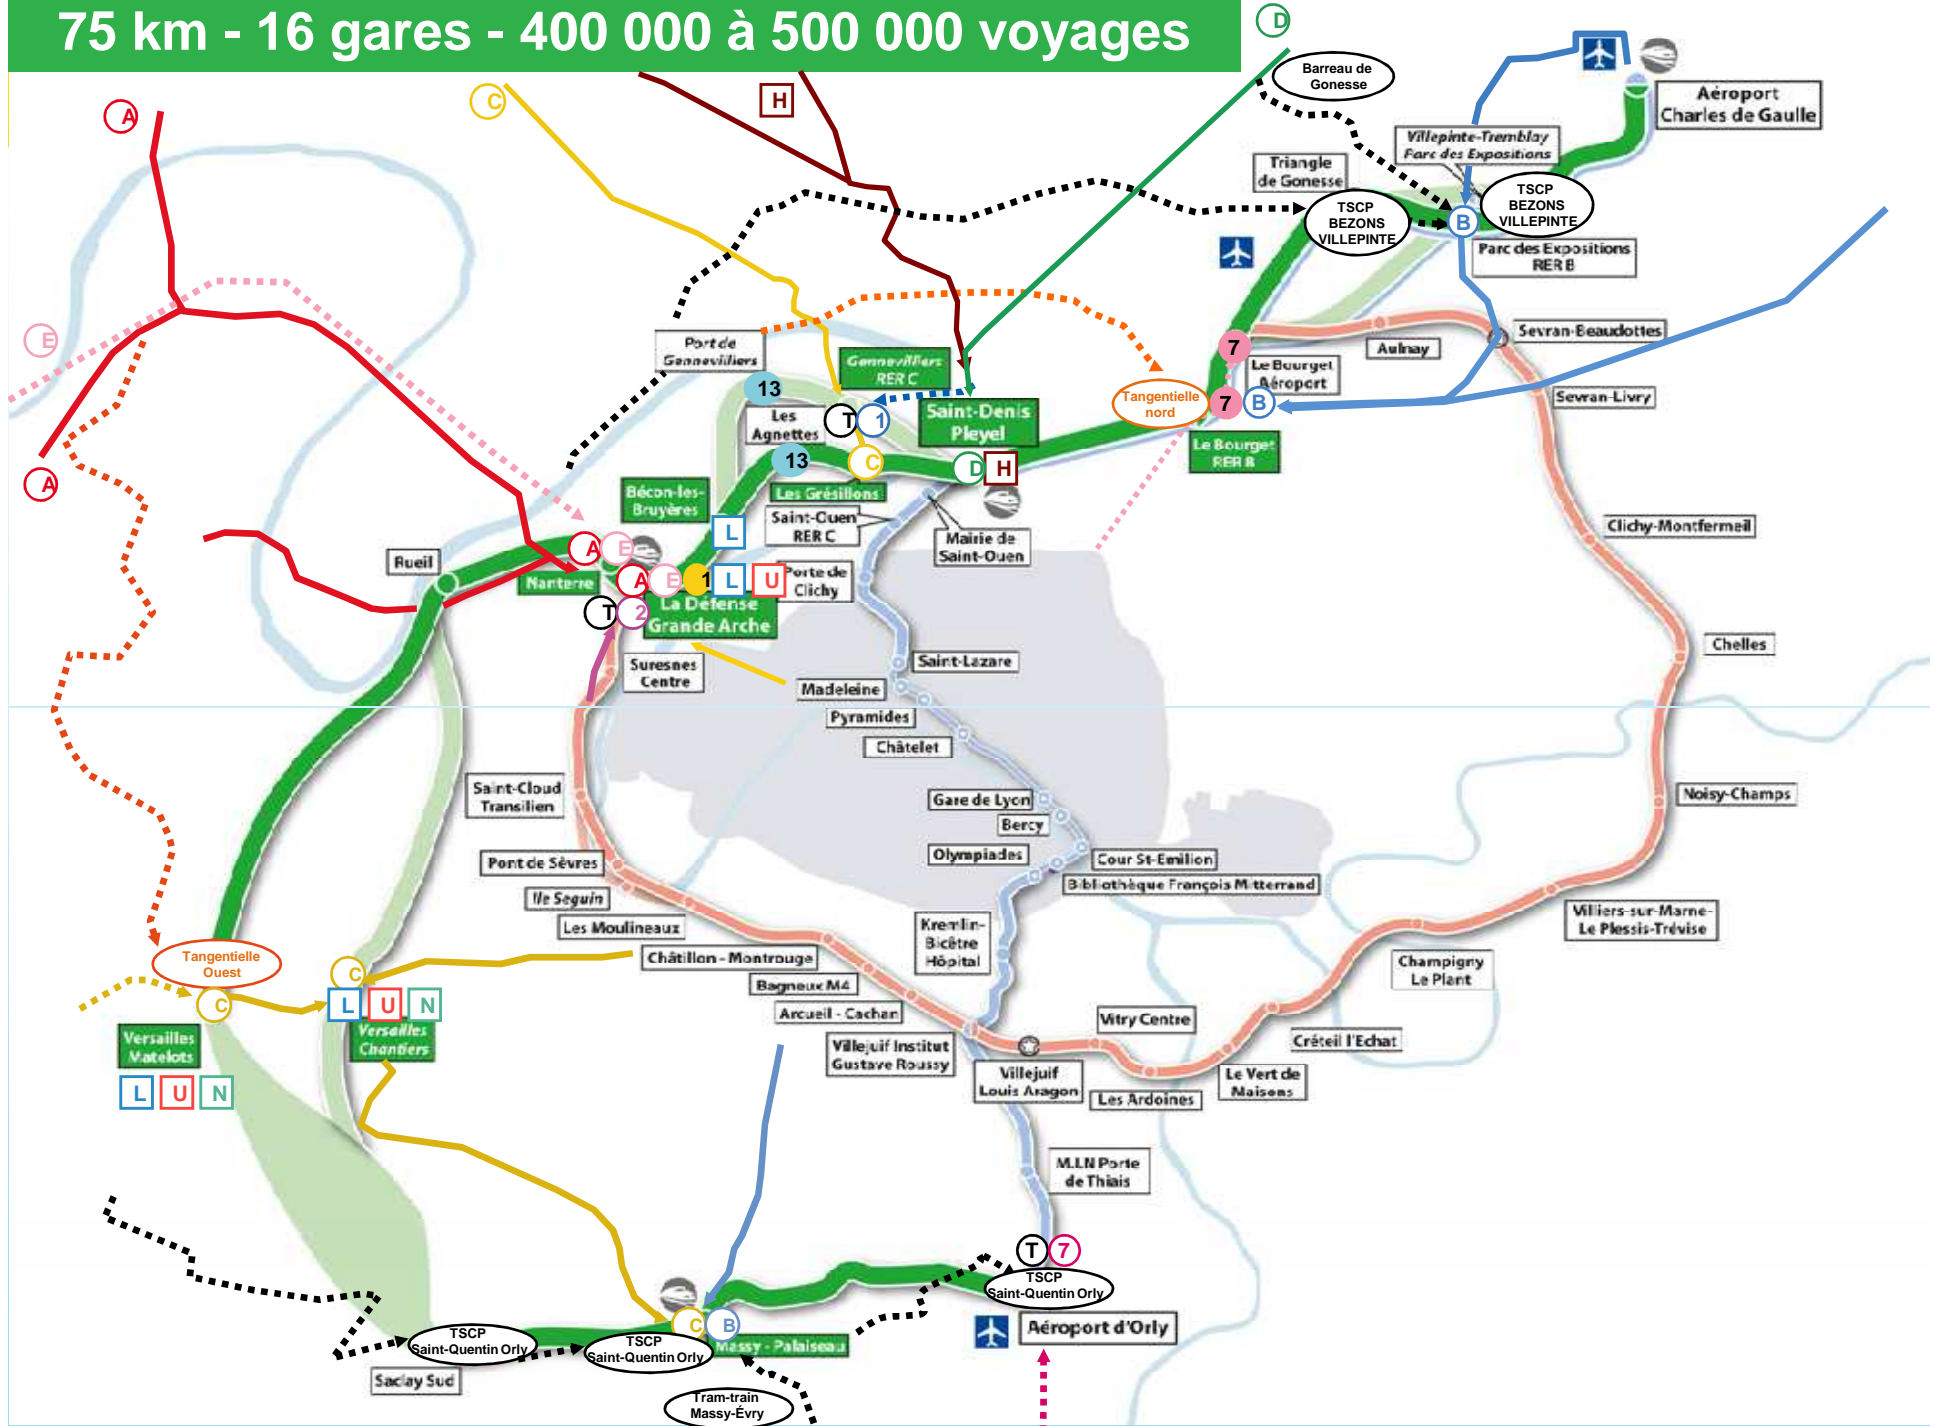 75 km - 16 gares - 400 000 à 500 000 voyages
D
Barreau de
Gonesse
Aéroport
Charles de Gaulle
A
C
H
Villepinte-Tremblay
Parc des Expositions
Triangle
de Gonesse
TSCP
BEZONS
VILLEPINTE
TSCP
BEZONS
VILLEPINTE
B
Parc des Expositions
RER B
E
Port de
Gennevilliers
Gennevilliers
RER C
7
Sevran-Beaudottes
Aulnay
Le Bourget
Aéroport
13
Les
Agnettes
T
1
Saint-Denis
Pleyel
Tangentielle
nord
7
B
Sevran-Livry
Le Bourget
RER B
A
13
C
D
H
Bécon-les-
Bruyères
Les Grésillons
L
Saint-Ouen
RER C
Mairie de
Saint-Ouen
Clichy-Montfermeil
Rueil
A
E
Nanterre
A
E
1
L
U
Porte de
Clichy
T
2
La Défense
Grande Arche
Suresnes
Centre
Saint-Lazare
Chelles
Madeleine
Pyramides
Châtelet
Saint-Cloud
Transilien
Gare de Lyon
Bercy
Noisy-Champs
Pont de Sèvres
Olympiades
Cour St-Emilion
Bibliothèque François Mitterrand
Ile Seguin
Les Moulineaux
Kremlin-
Bicêtre
Hôpital
Villiers-sur-Marne-
Le Plessis-Trévise
Tangentielle
Ouest
C
Châtillon - Montrouge
Champigny
Le Plant
C
L
U
N
Bagneux M4
Arcueil - Cachan
Vitry Centre
Versailles
Matelots
Versailles
Chantiers
Villejuif Institut
Gustave Roussy
Créteil l'Echat
L
U
N
Villejuif
Louis Aragon
Les Ardoines
Le Vert de
Maisons
M.I.N Porte
de Thiais
T
7
TSCP
Saint-Quentin Orly
Aéroport d'Orly
C
B
TSCP
Saint-Quentin Orly
TSCP
Saint-Quentin Orly
Massy - Palaiseau
Saclay Sud
Tram-train
Massy-Évry